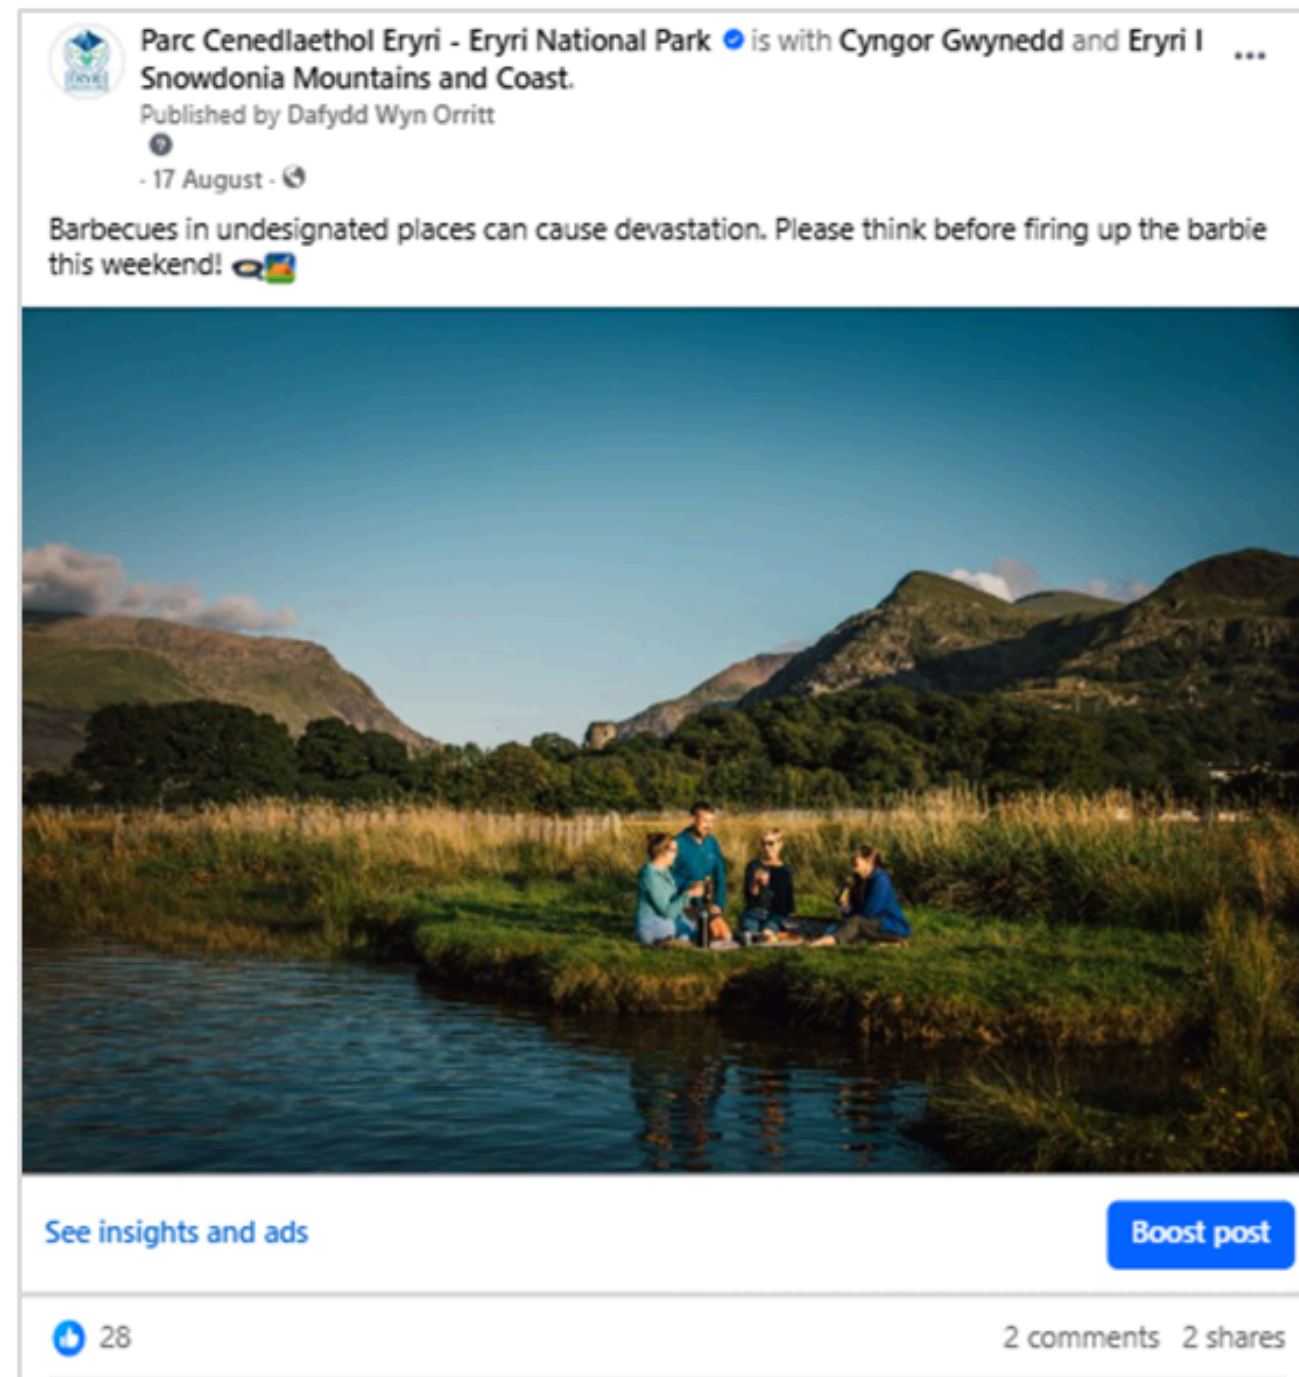 Parc Cenedlaethol Eryri - Eryri National Park is with Cyngor Gwynedd and Eryri I
Snowdonia Mountains and Coast.
Published by Dafydd Wyn Orritt
· 17 August ·
Barbecues in undesignated places can cause devastation. Please think before firing up the barbie
this weekend! 🍳🏕️
See insights and ads
Boost post
28
2 comments 2 shares